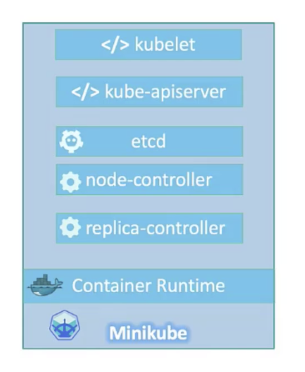 </> kubelet
</> kube-apiserver
etcd
node-controller
replica-controller
Container Runtime
Minikube